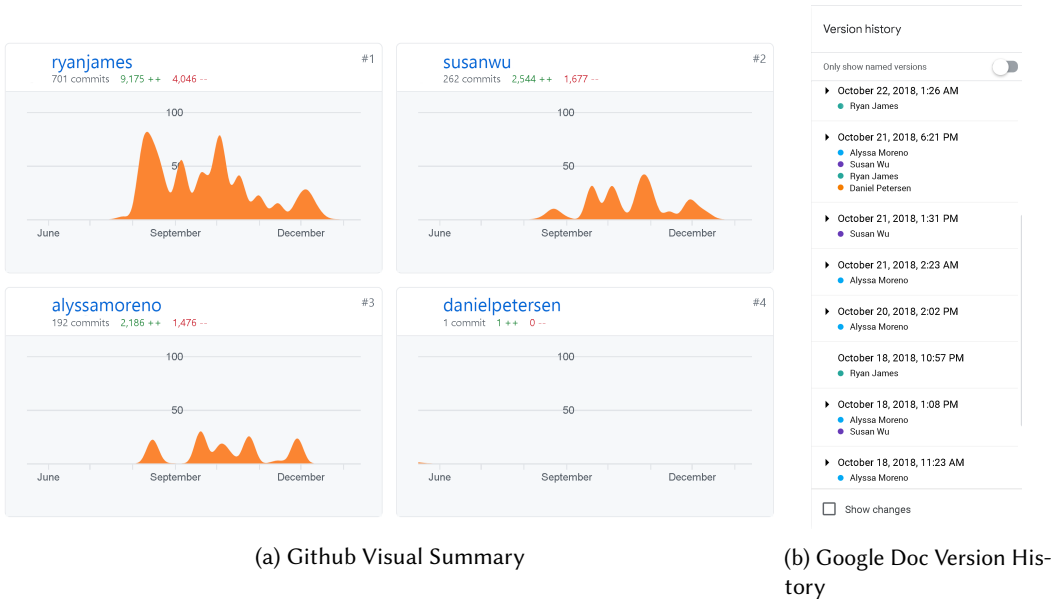 ryanjames
#1
701 commits 9,175 ++ 4,046 --
100
50
June September December
susanwu
#2
262 commits 2,544 ++ 1,677 --
100
50
June September December
alyssamoreno
#3
192 commits 2,186 ++ 1,476 --
100
50
June September December
danielpetersen
#4
1 commit 1 ++ 0 --
100
50
June September December
(a) Github Visual Summary
Version history
Only show named versions
October 22, 2018, 1:26 AM
Ryan James
October 21, 2018, 6:21 PM
Alyssa Moreno
Susan Wu
Ryan James
Daniel Petersen
October 21, 2018, 1:31 PM
Susan Wu
October 21, 2018, 2:23 AM
Alyssa Moreno
October 20, 2018, 2:02 PM
Alyssa Moreno
October 18, 2018, 10:57 PM
Ryan James
October 18, 2018, 1:08 PM
Alyssa Moreno
Susan Wu
October 18, 2018, 11:23 AM
Alyssa Moreno
Show changes
(b) Google Doc Version His-
tory